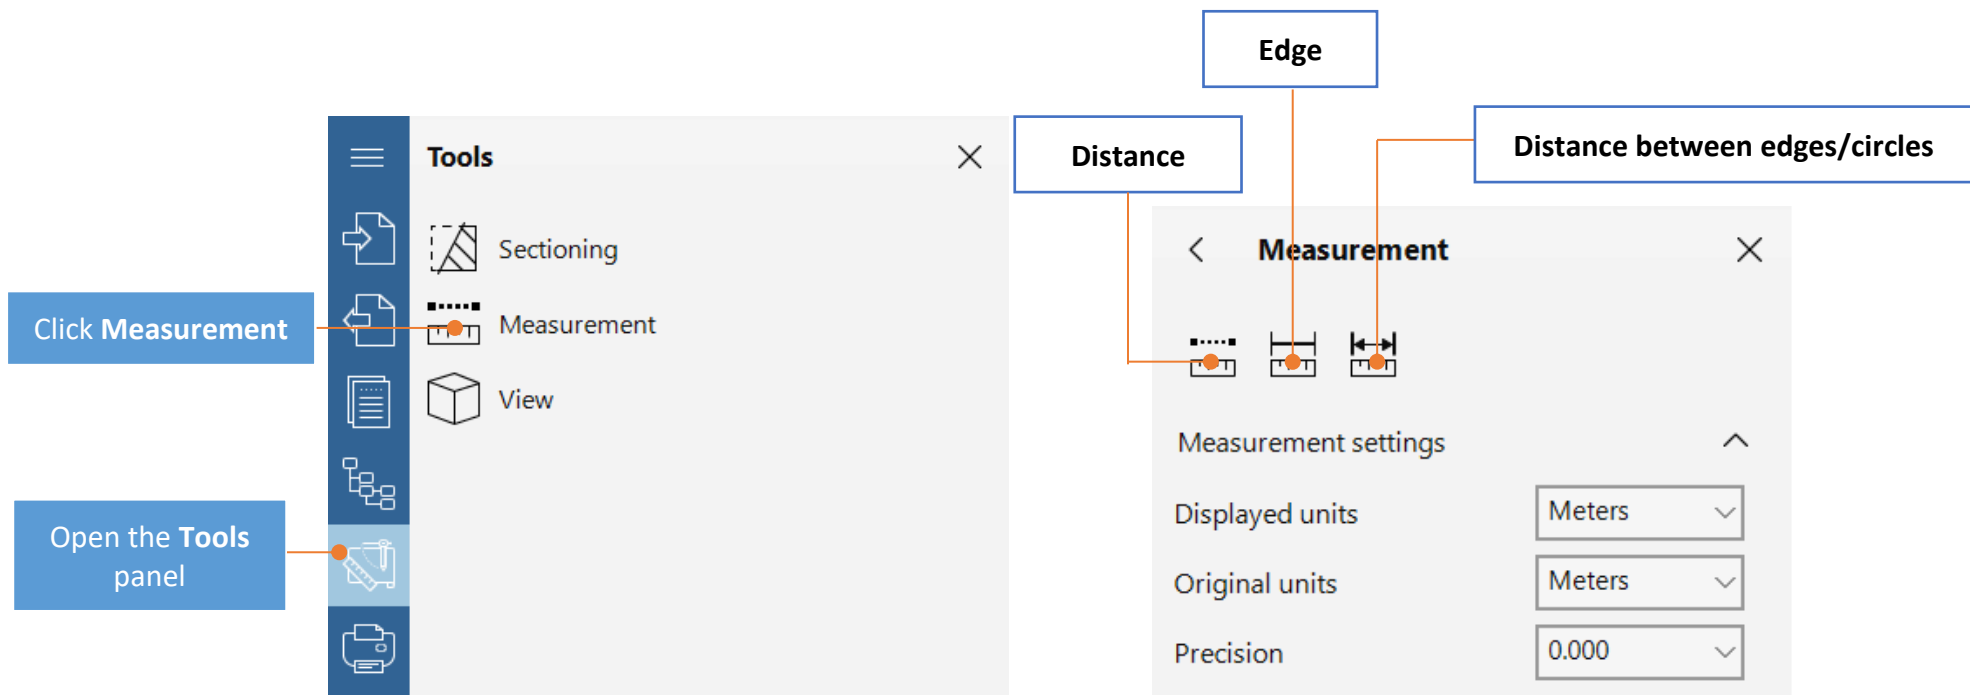 Edge
Distance
Distance between edges/circles
Tools
Sectioning
Measurement
View
Click Measurement
Open the Tools
panel
Measurement
Measurement settings
Displayed units
Meters
Original units
Meters
Precision
0.000